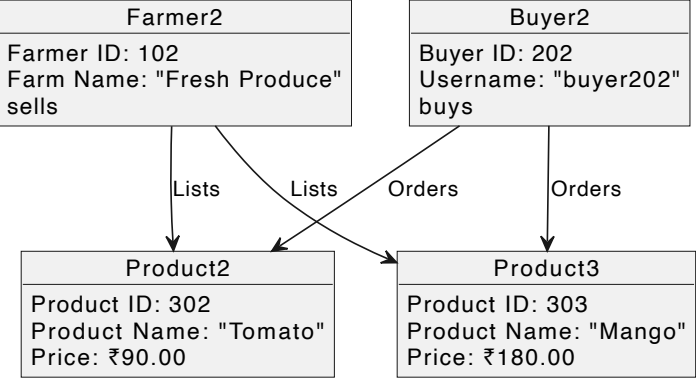 Farmer2
Farmer ID: 102
Farm Name: "Fresh Produce"
sells
Buyer2
Buyer ID: 202
Username: "buyer202"
buys
Lists
Lists
Orders
Orders
Product2
Product ID: 302
Product Name: "Tomato"
Price: ₹90.00
Product3
Product ID: 303
Product Name: "Mango"
Price: ₹180.00